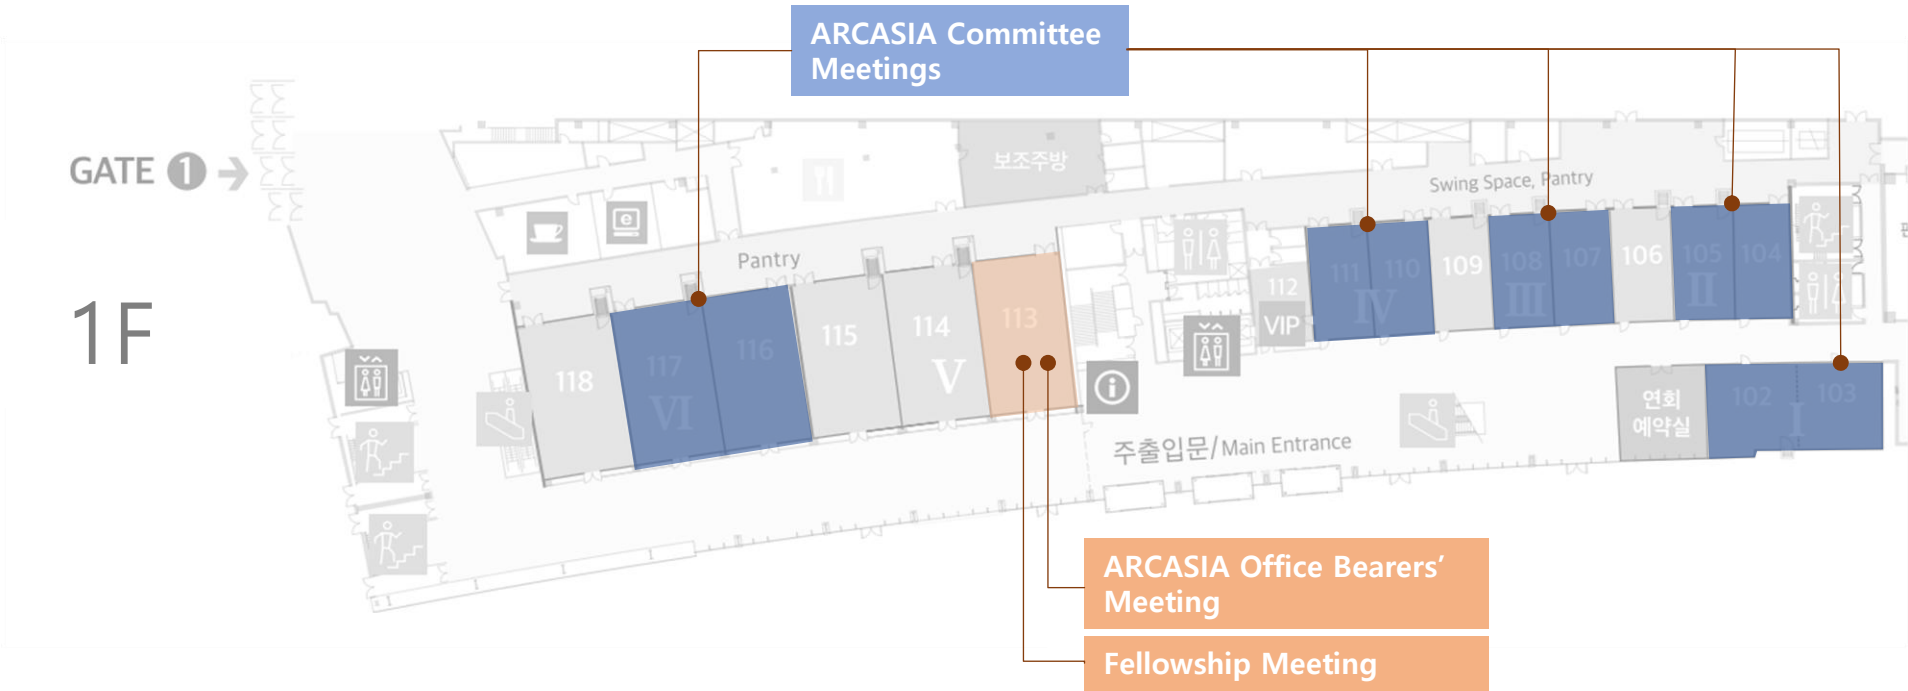 ARCASIA Committee
Meetings
GATE 1
보조주방
Swing Space, Pantry
Pantry
1F
118
117
116
115
114
113
112
VIP
111
110
109
108
107
106
105
104
VI
V
IV
III
II
연회
예약실
102
103
I
주출입문/Main Entrance
ARCASIA Office Bearers’
Meeting
Fellowship Meeting